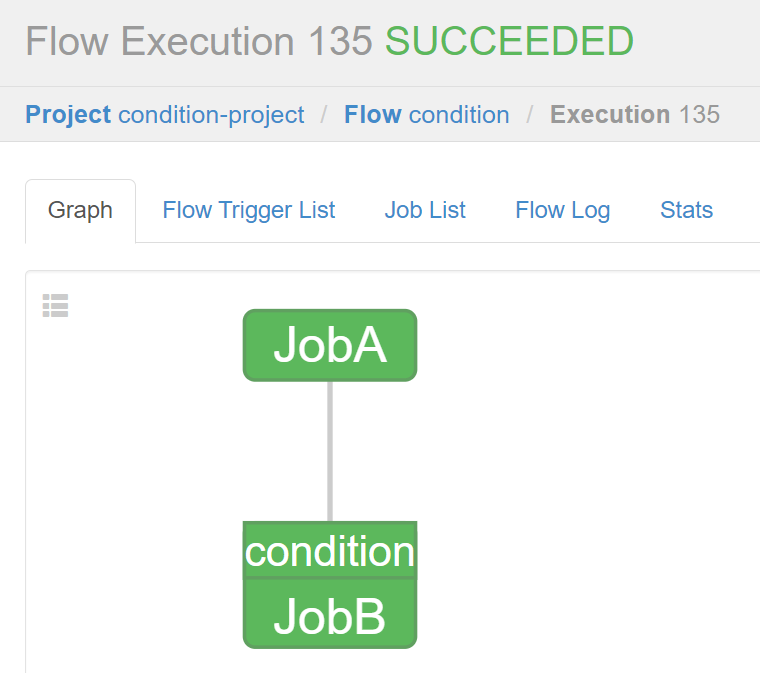 Flow Execution 135 SUCCEEDED
Project condition-project / Flow condition / Execution 135
Graph Flow Trigger List Job List Flow Log Stats
JobA
condition
JobB